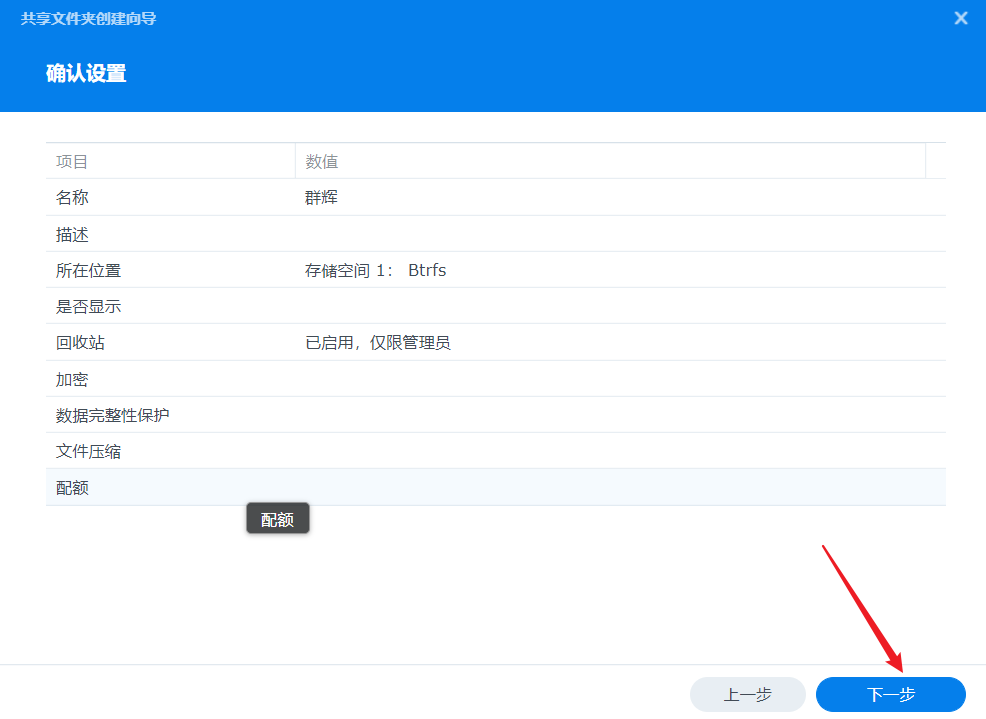 共享文件夹创建向导
确认设置
项目 数值
名称 群辉
描述
所在位置 存储空间 1： Btrfs
是否显示
回收站 已启用，仅限管理员
加密
数据完整性保护
文件压缩
配额
配额
上一步 下一步